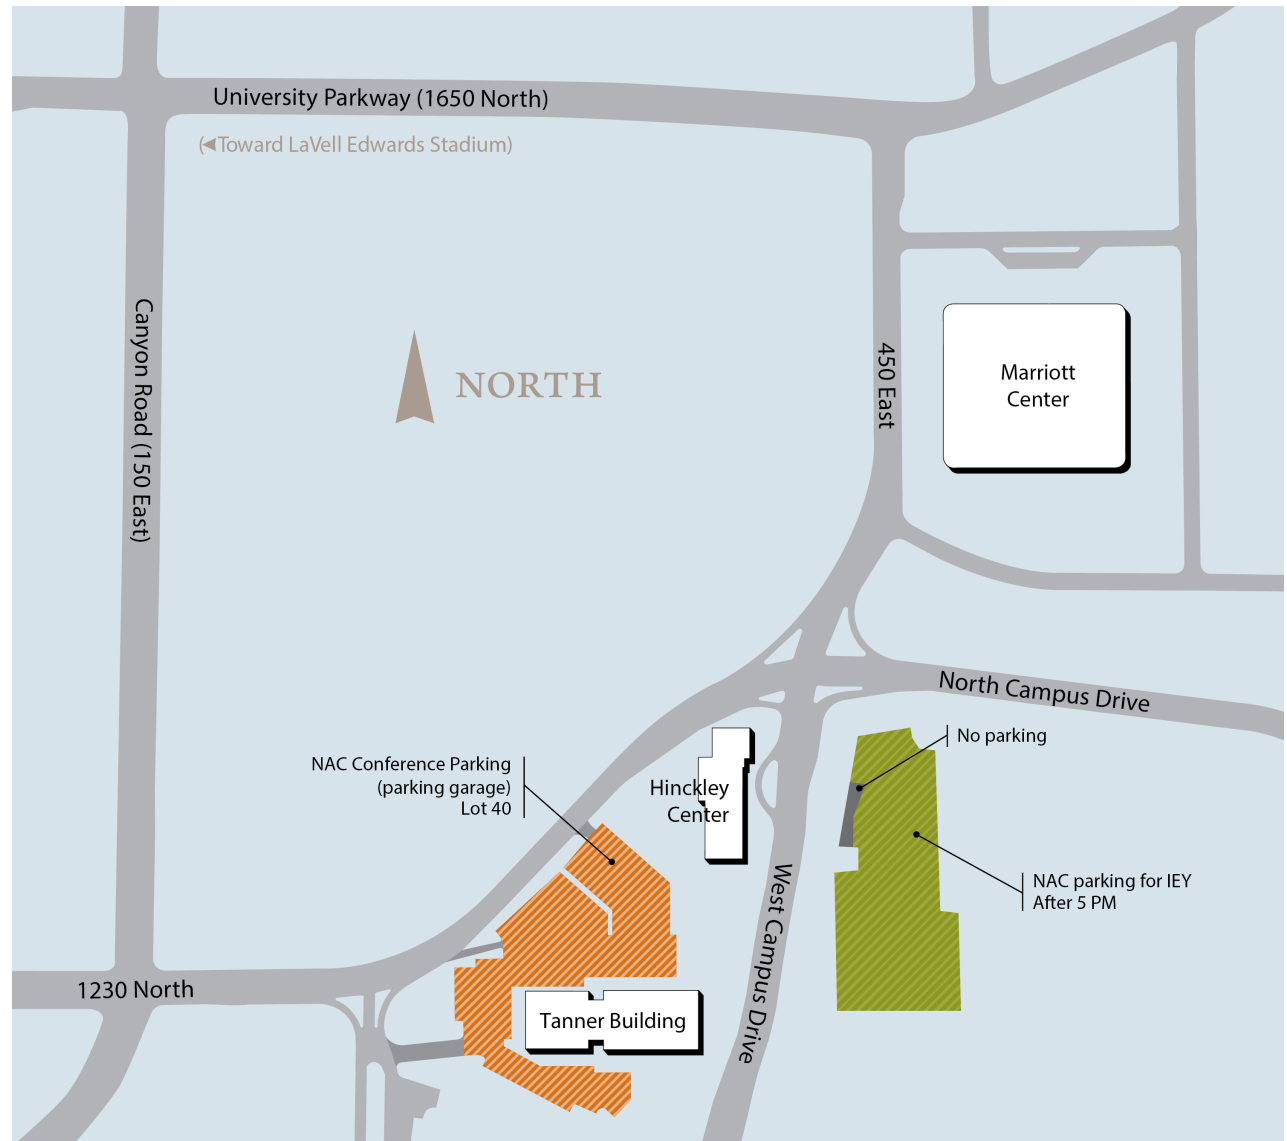 University Parkway (1650 North)
(◄Toward LaVell Edwards Stadium)
Canyon Road (150 East)
NORTH
450 East
Marriott
Center
North Campus Drive
No parking
NAC Conference Parking
(parking garage)
Lot 40
Hinckley
Center
West Campus Drive
NAC parking for IEY
After 5 PM
1230 North
Tanner Building